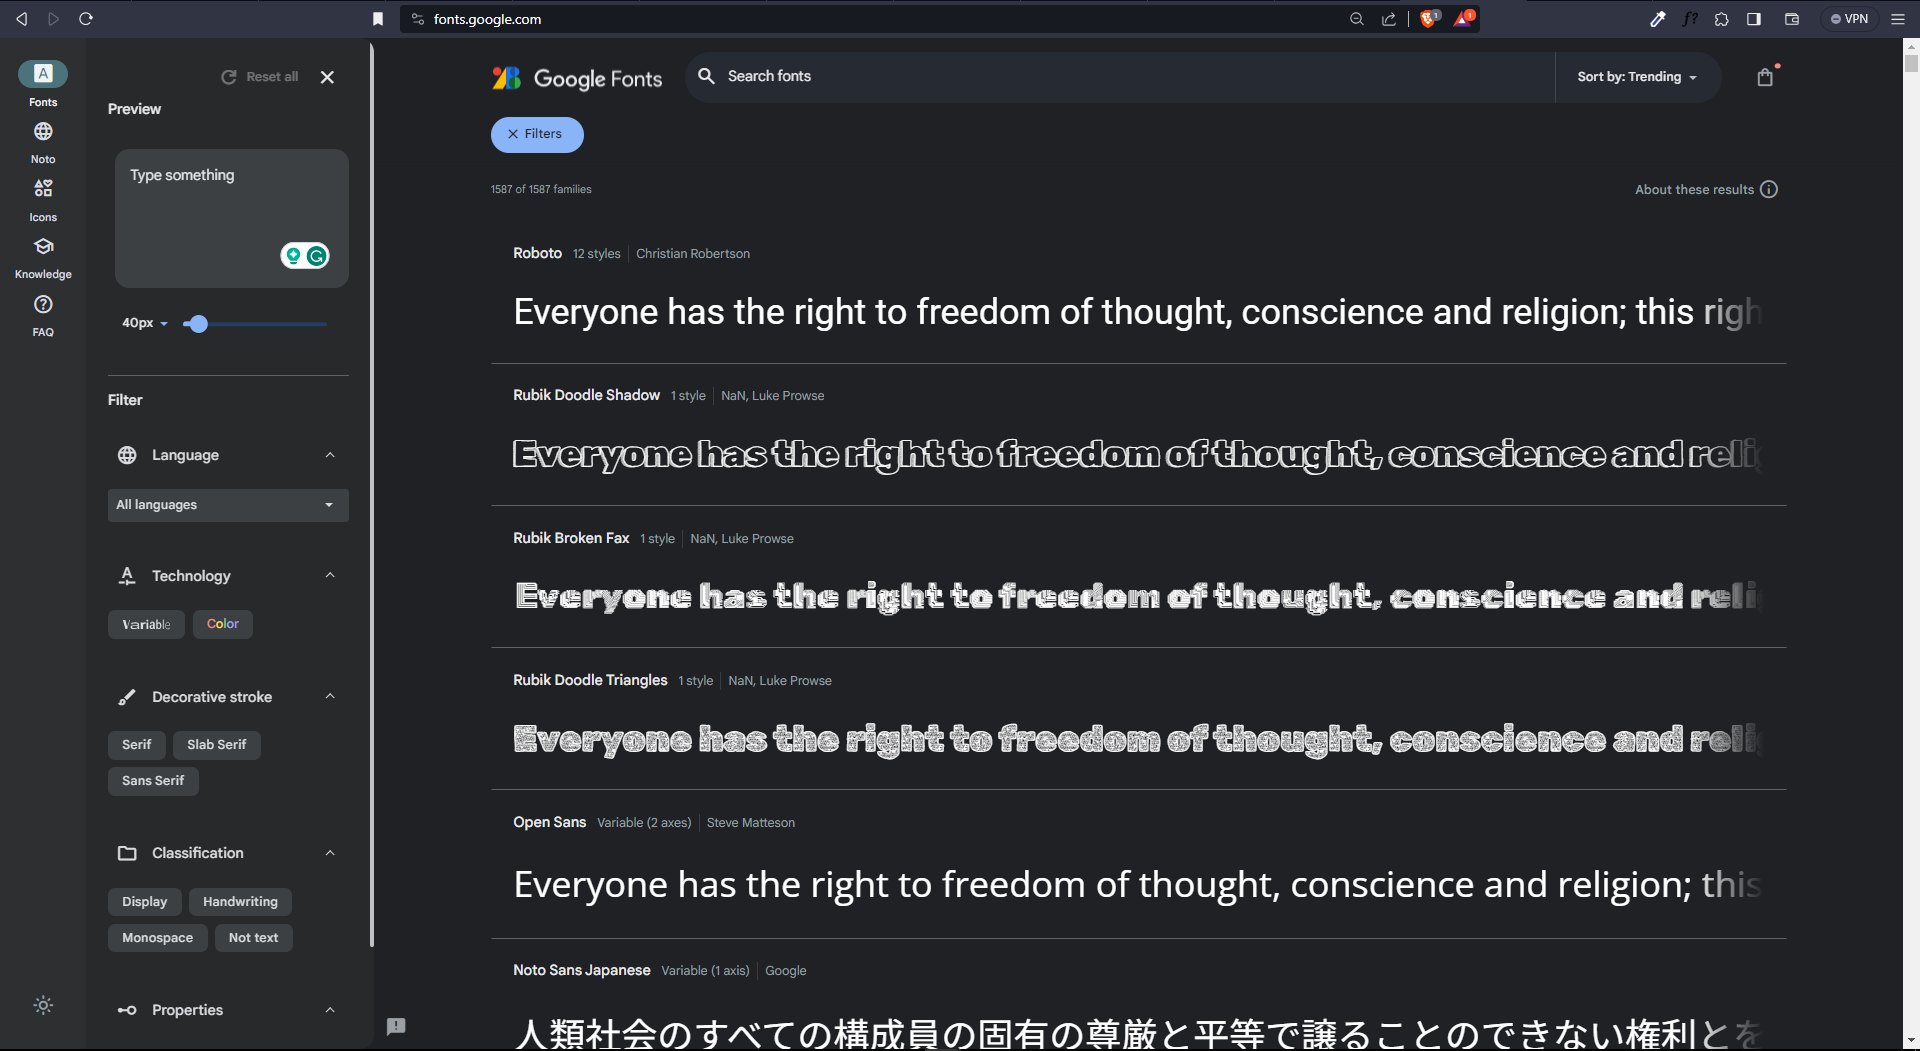 fonts.google.com
1
1
VPN
Fonts
Noto
Icons
Knowledge
FAQ
Reset all
Preview
Type something
40px
Filter
Language
All languages
Technology
Variable
Color
Decorative stroke
Serif
Slab Serif
Sans Serif
Classification
Display
Handwriting
Monospace
Not text
Properties
Google Fonts
Search fonts
Sort by: Trending
Filters
1587 of 1587 families
About these results
Roboto 12 styles Christian Robertson
Everyone has the right to freedom of thought, conscience and religion; this righ
Rubik Doodle Shadow 1 style NaN, Luke Prowse
Everyone has the right to freedom of thought, conscience and relig
Rubik Broken Fax 1 style NaN, Luke Prowse
Everyone has the right to freedom of thought, conscience and relig
Rubik Doodle Triangles 1 style NaN, Luke Prowse
Everyone has the right to freedom of thought, conscience and relig
Open Sans Variable (2 axes) Steve Matteson
Everyone has the right to freedom of thought, conscience and religion; this
Noto Sans Japanese Variable (1 axis) Google
人類社会のすべての構成員の固有の尊厳と平等で譲ることのできない権利とを